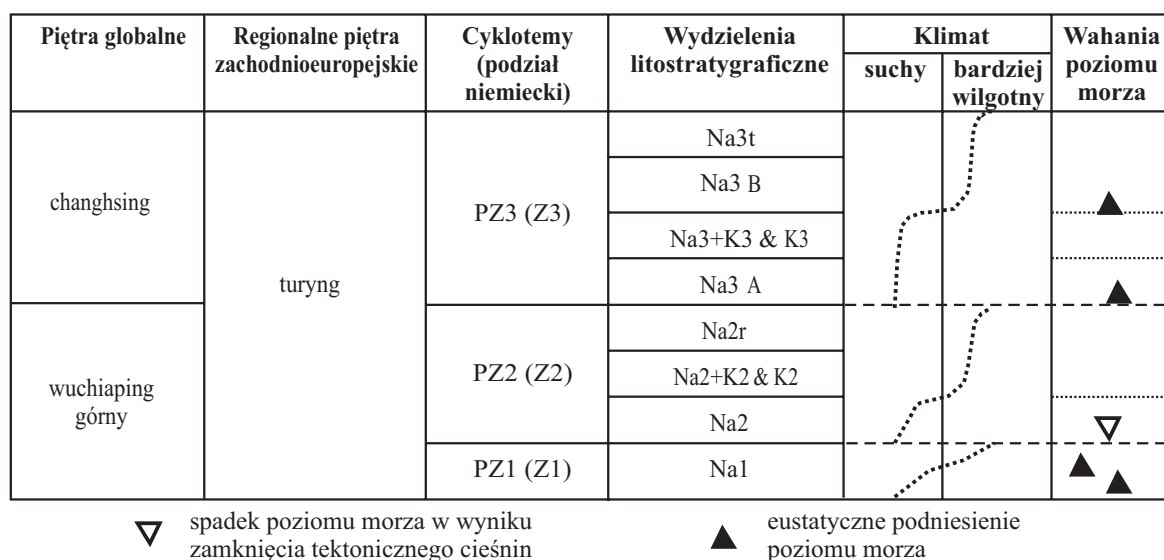 Piętra globalne
Regionalne piętra
zachodnioeuropejskie
Cyklotemy
(podział
niemiecki)
Wydzielenia
litostratygraficzne
Klimat
suchy
bardziej
wilgotny
Wahania
poziomu
morza
changhsing
wuchiaping
górny
turyng
PZ3 (Z3)
PZ2 (Z2)
PZ1 (Z1)
Na3t
Na3 B
Na3+K3 & K3
Na3 A
Na2r
Na2+K2 & K2
Na2
Na1
spadek poziomu morza w wyniku
zamknięcia tektonicznego cieśnin
eustatyczne podniesienie
poziomu morza